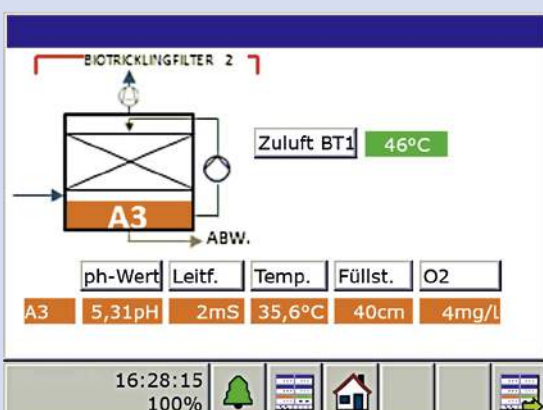 BIOTRICKLINGFILTER 2
Zuluft BT1 46°C
A3
ABW.
ph-Wert Leitf. Temp. Füllst. O2
A3 5,31pH 2mS 35,6°C 40cm 4mg/l
16:28:15
100%